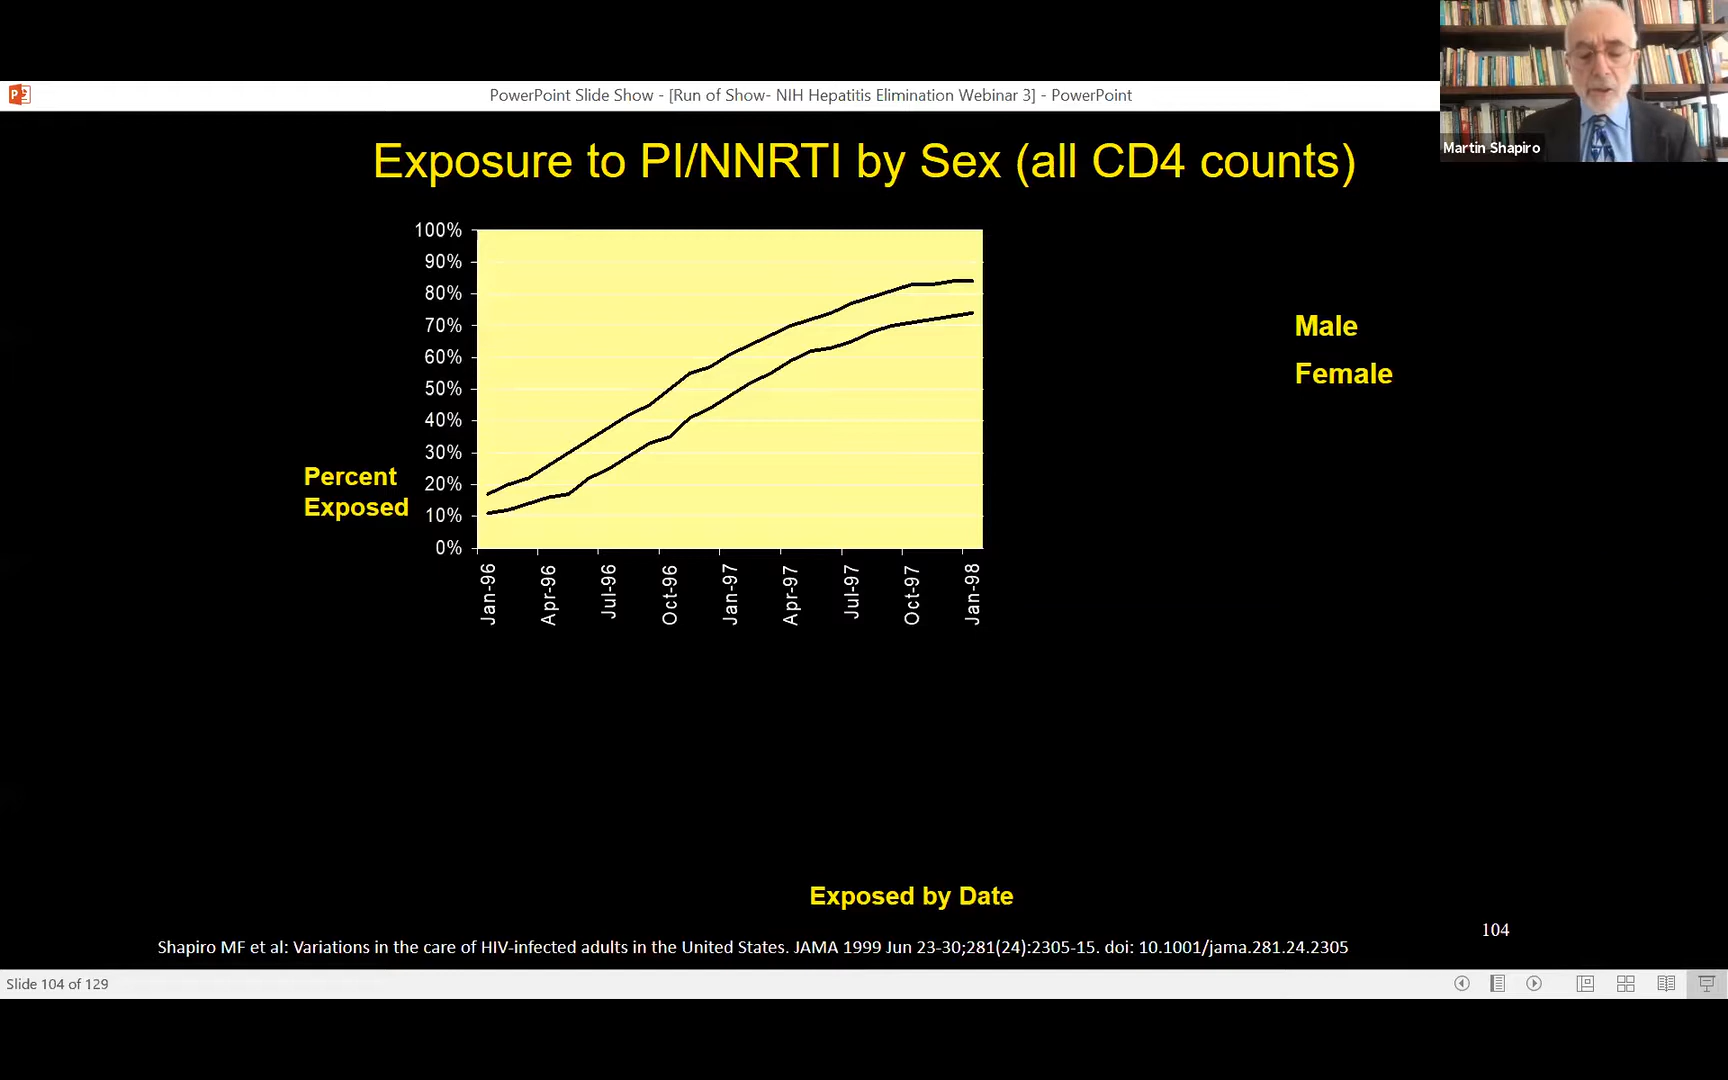 PowerPoint Slide Show - [Run of Show- NIH Hepatitis Elimination Webinar 3] - PowerPoint
Martin Shapiro
Exposure to PI/NNRTI by Sex (all CD4 counts)
100%
90%
80%
70%
60%
50%
40%
30%
20%
10%
0%
Percent
Exposed
Male
Female
Jan-96
Apr-96
Jul-96
Oct-96
Jan-97
Apr-97
Jul-97
Oct-97
Jan-98
Exposed by Date
104
Shapiro MF et al: Variations in the care of HIV-infected adults in the United States. JAMA 1999 Jun 23-30;281(24):2305-15. doi: 10.1001/jama.281.24.2305
Slide 104 of 129